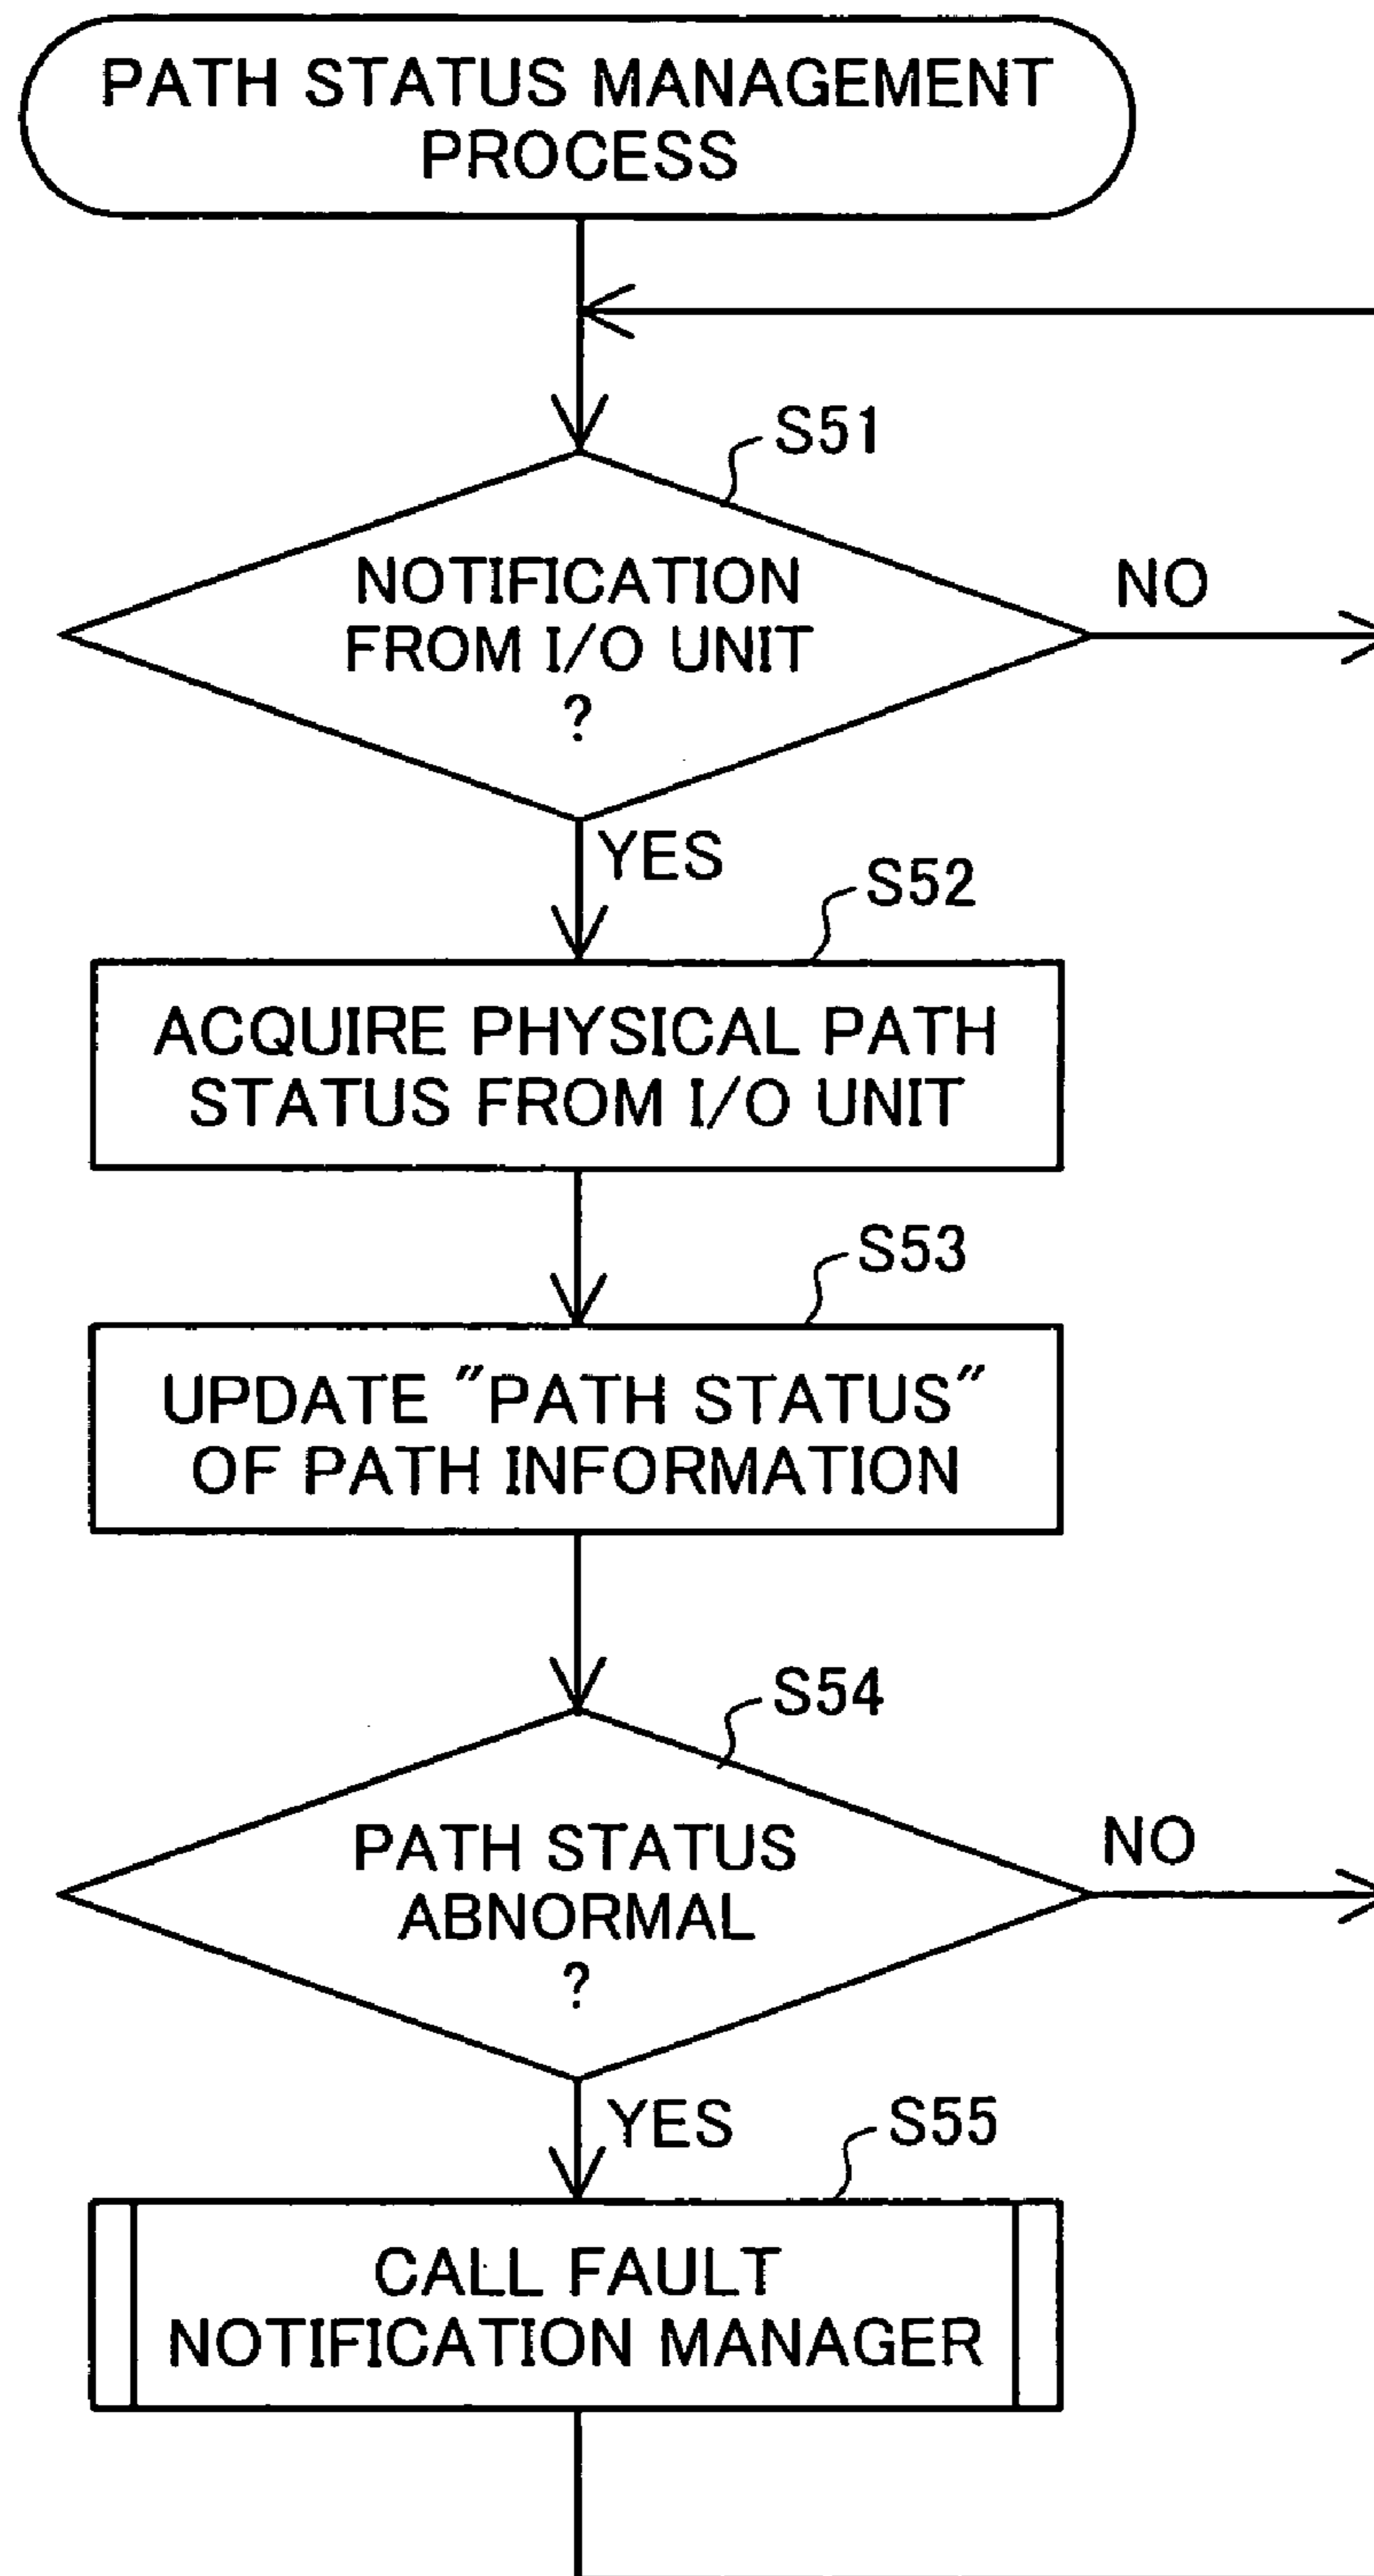 PATH STATUS MANAGEMENT
PROCESS
S51
NOTIFICATION
FROM I/O UNIT
?
NO
YES
S52
ACQUIRE PHYSICAL PATH
STATUS FROM I/O UNIT
S53
UPDATE "PATH STATUS"
OF PATH INFORMATION
S54
PATH STATUS
ABNORMAL
?
NO
YES
S55
CALL FAULT
NOTIFICATION MANAGER